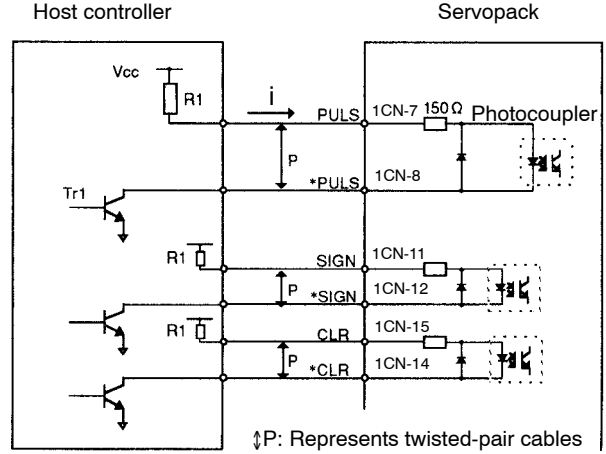 Host controller
Servopack
Vcc
R1
i
PULS
1CN-7
150Ω
Photocoupler
P
*PULS
1CN-8
Tr1
R1
SIGN
1CN-11
P
*SIGN
1CN-12
R1
CLR
1CN-15
P
*CLR
1CN-14
↕P: Represents twisted-pair cables